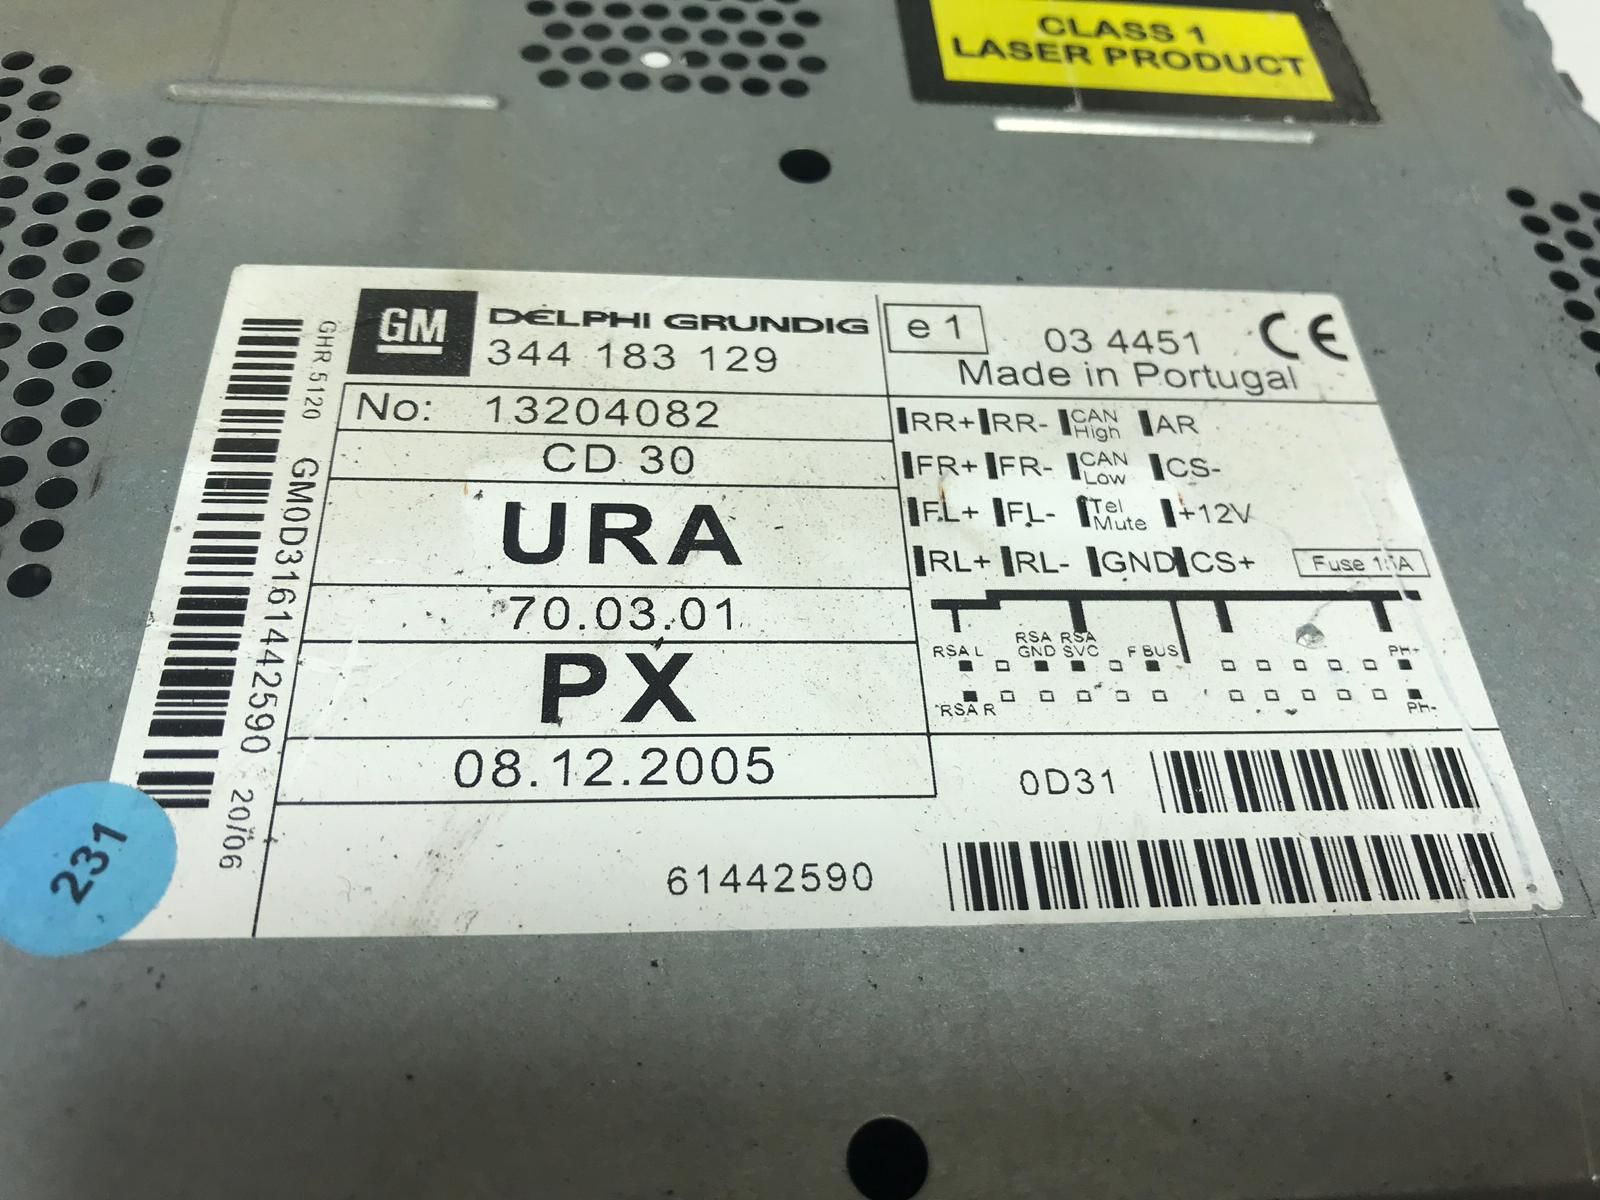 CLASS 1
LASER PRODUCT
GM
DELPHI GRUNDIG
344 183 129
e 1
03 4451
CE
Made in Portugal
No: 13204082
CD 30
URA
70.03.01
PX
08.12.2005
RR+ RR- CAN High AR
FR+ FR- CAN Low CS-
FL+ FL- Tel Mute +12V
RL+ RL- GND CS+
Fuse
RSA L
RSA GND
RSA SVC
F BUS
PH+
RSA R
Ph-
0D31
61442590
GHR 5120
GM0D3161442590
20/06
231